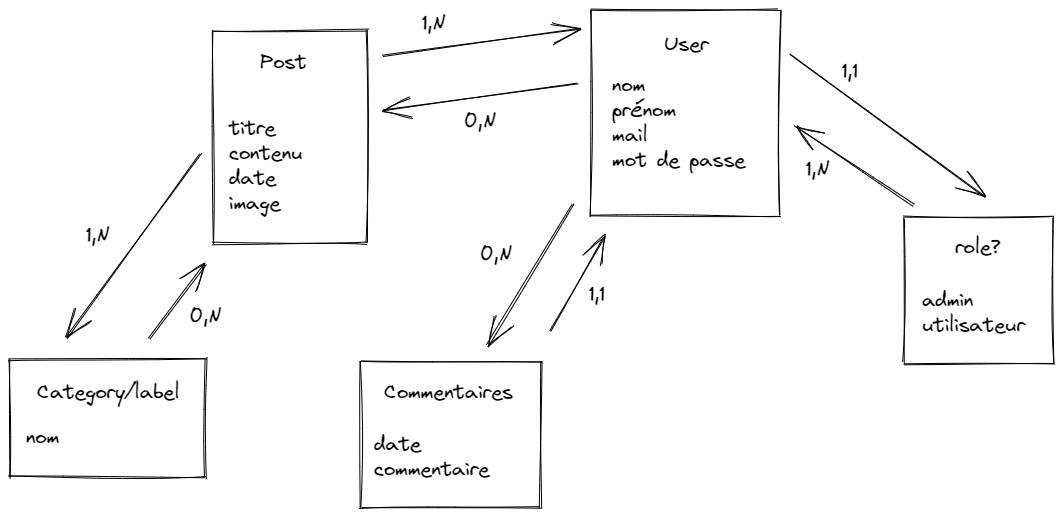 Post
titre
contenu
date
image
1,N
0,N
User
nom
prénom
mail
mot de passe
1,1
1,N
role?
admin
utilisateur
1,N
0,N
Category/label
nom
0,N
1,1
Commentaires
date
commentaire